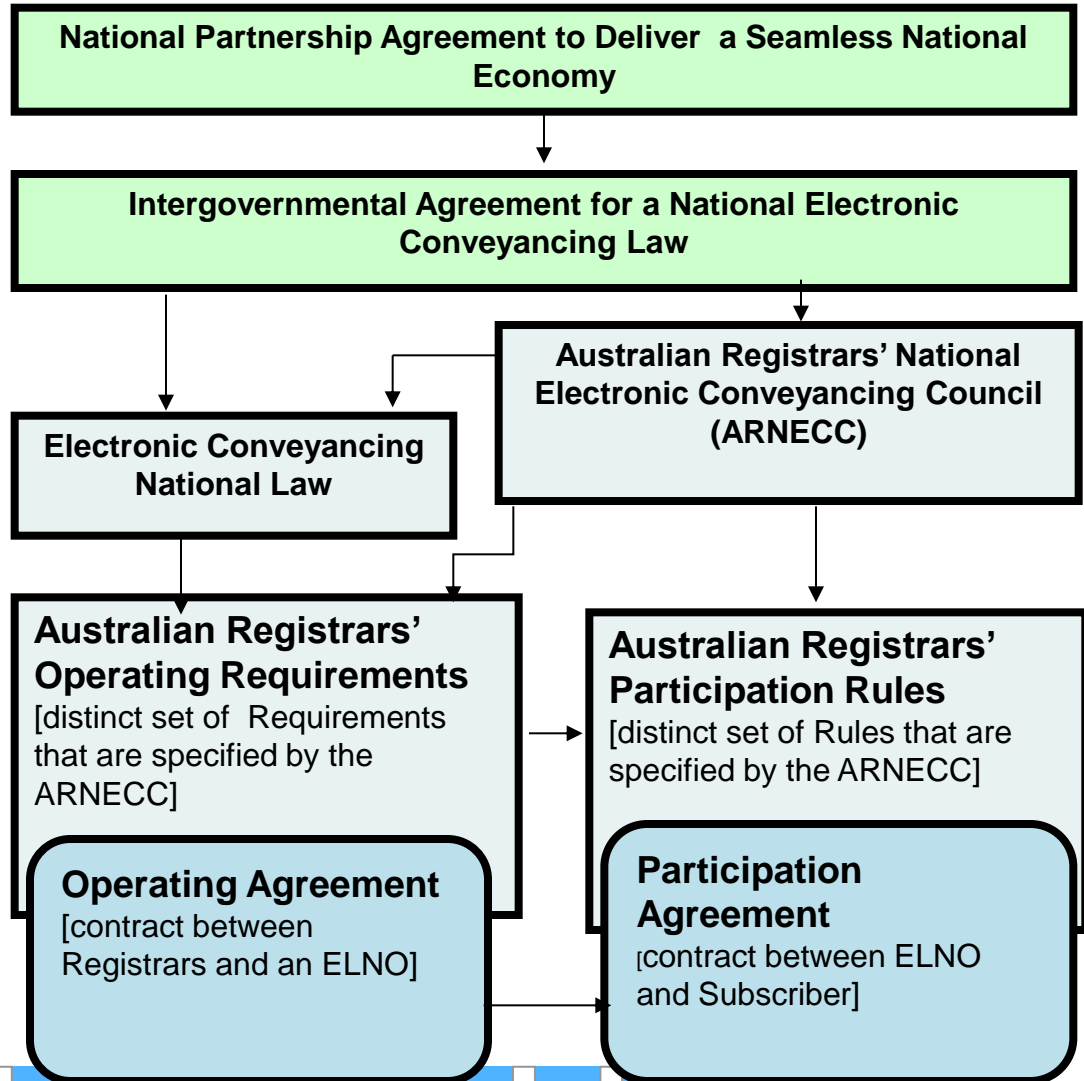 National Partnership Agreement to Deliver a Seamless National
Economy
Intergovernmental Agreement for a National Electronic
Conveyancing Law
Australian Registrars’ National
Electronic Conveyancing Council
(ARNECC)
Electronic Conveyancing
National Law
Australian Registrars’
Operating Requirements
[distinct set of Requirements
that are specified by the
ARNECC]
Australian Registrars’
Participation Rules
[distinct set of Rules that are
specified by the ARNECC]
Operating Agreement
[contract between
Registrars and an ELNO]
Participation
Agreement
[contract between ELNO
and Subscriber]